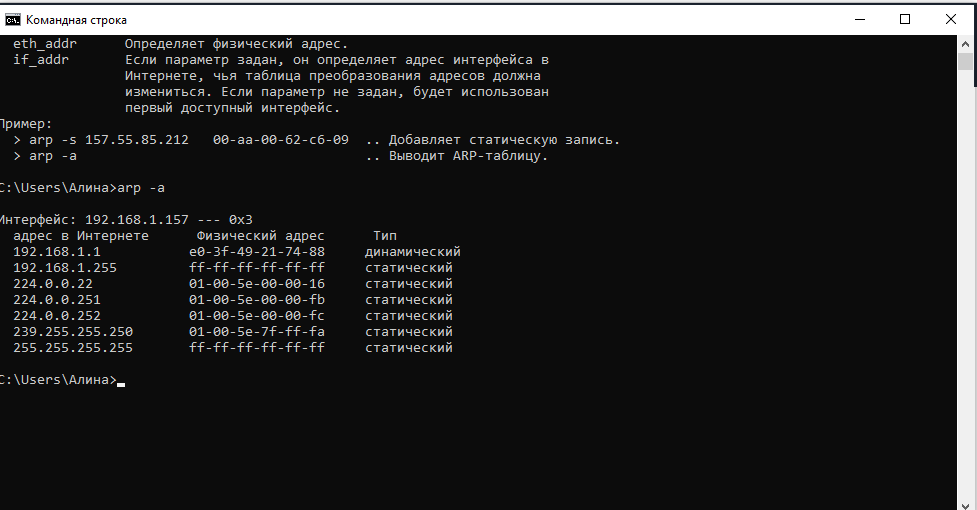 Командная строка
eth_addr Определяет физический адрес.
if_addr Если параметр задан, он определяет адрес интерфейса в
Интернете, чья таблица преобразования адресов должна
измениться. Если параметр не задан, будет использован
первый доступный интерфейс.
Пример:
> arp -s 157.55.85.212 00-aa-00-62-c6-09 .. Добавляет статическую запись.
> arp -a .. Выводит ARP-таблицу.
C:\Users\Алина>arp -a
Интерфейс: 192.168.1.157 --- 0x3
адрес в Интернете Физический адрес Тип
192.168.1.1 e0-3f-49-21-74-88 динамический
192.168.1.255 ff-ff-ff-ff-ff-ff статический
224.0.0.22 01-00-5e-00-00-16 статический
224.0.0.251 01-00-5e-00-00-fb статический
224.0.0.252 01-00-5e-00-00-fc статический
239.255.255.250 01-00-5e-7f-ff-fa статический
255.255.255.255 ff-ff-ff-ff-ff-ff статический
C:\Users\Алина>